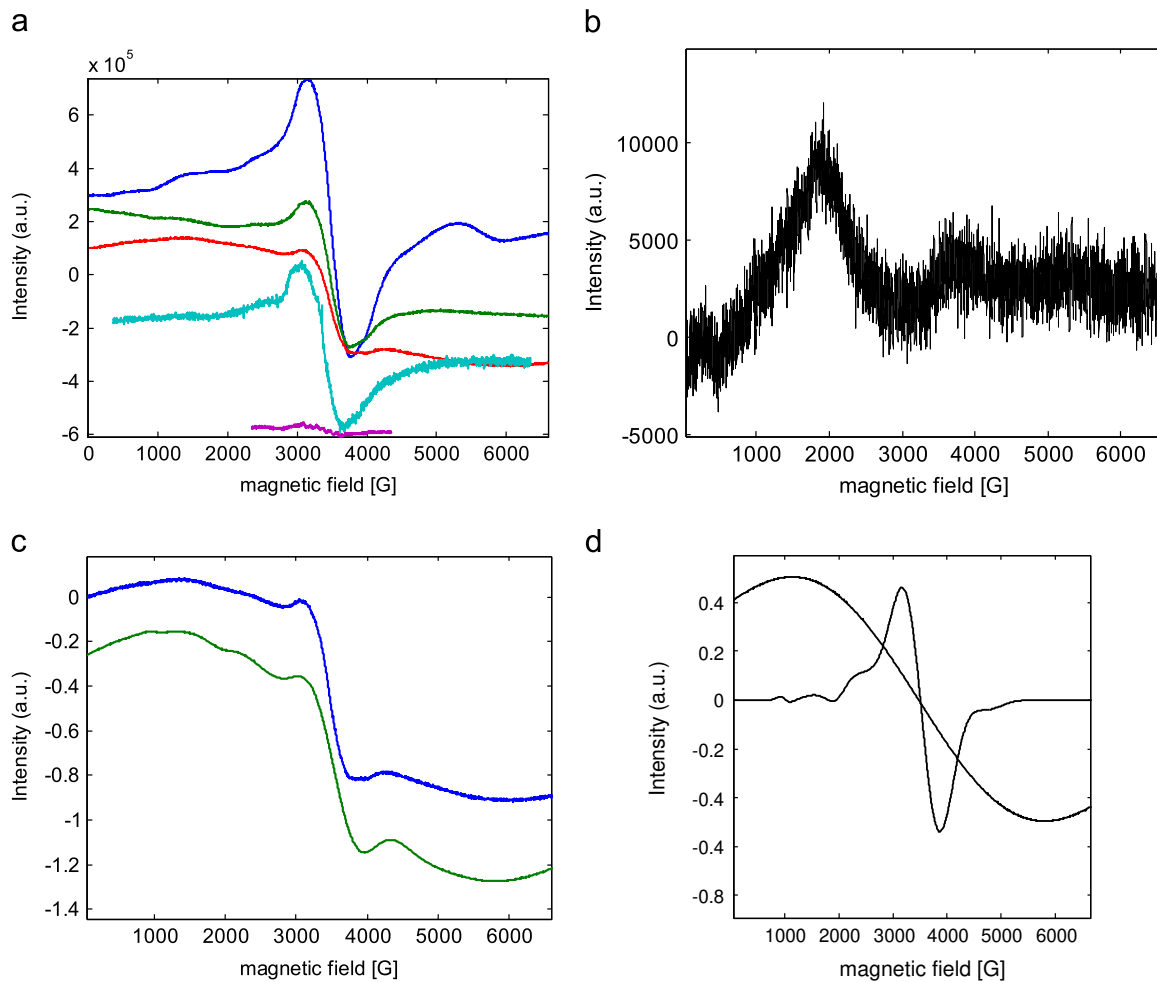 a
x 10^5
6
4
2
0
-2
-4
-6
0 1000 2000 3000 4000 5000 6000
Intensity (a.u.)
magnetic field [G]
b
10000
5000
0
-5000
1000 2000 3000 4000 5000 6000
Intensity (a.u.)
magnetic field [G]
c
0
-0.2
-0.4
-0.6
-0.8
-1
-1.2
-1.4
1000 2000 3000 4000 5000 6000
Intensity (a.u.)
magnetic field [G]
d
0.4
0.2
0
-0.2
-0.4
-0.6
-0.8
1000 2000 3000 4000 5000 6000
Intensity (a.u.)
magnetic field [G]